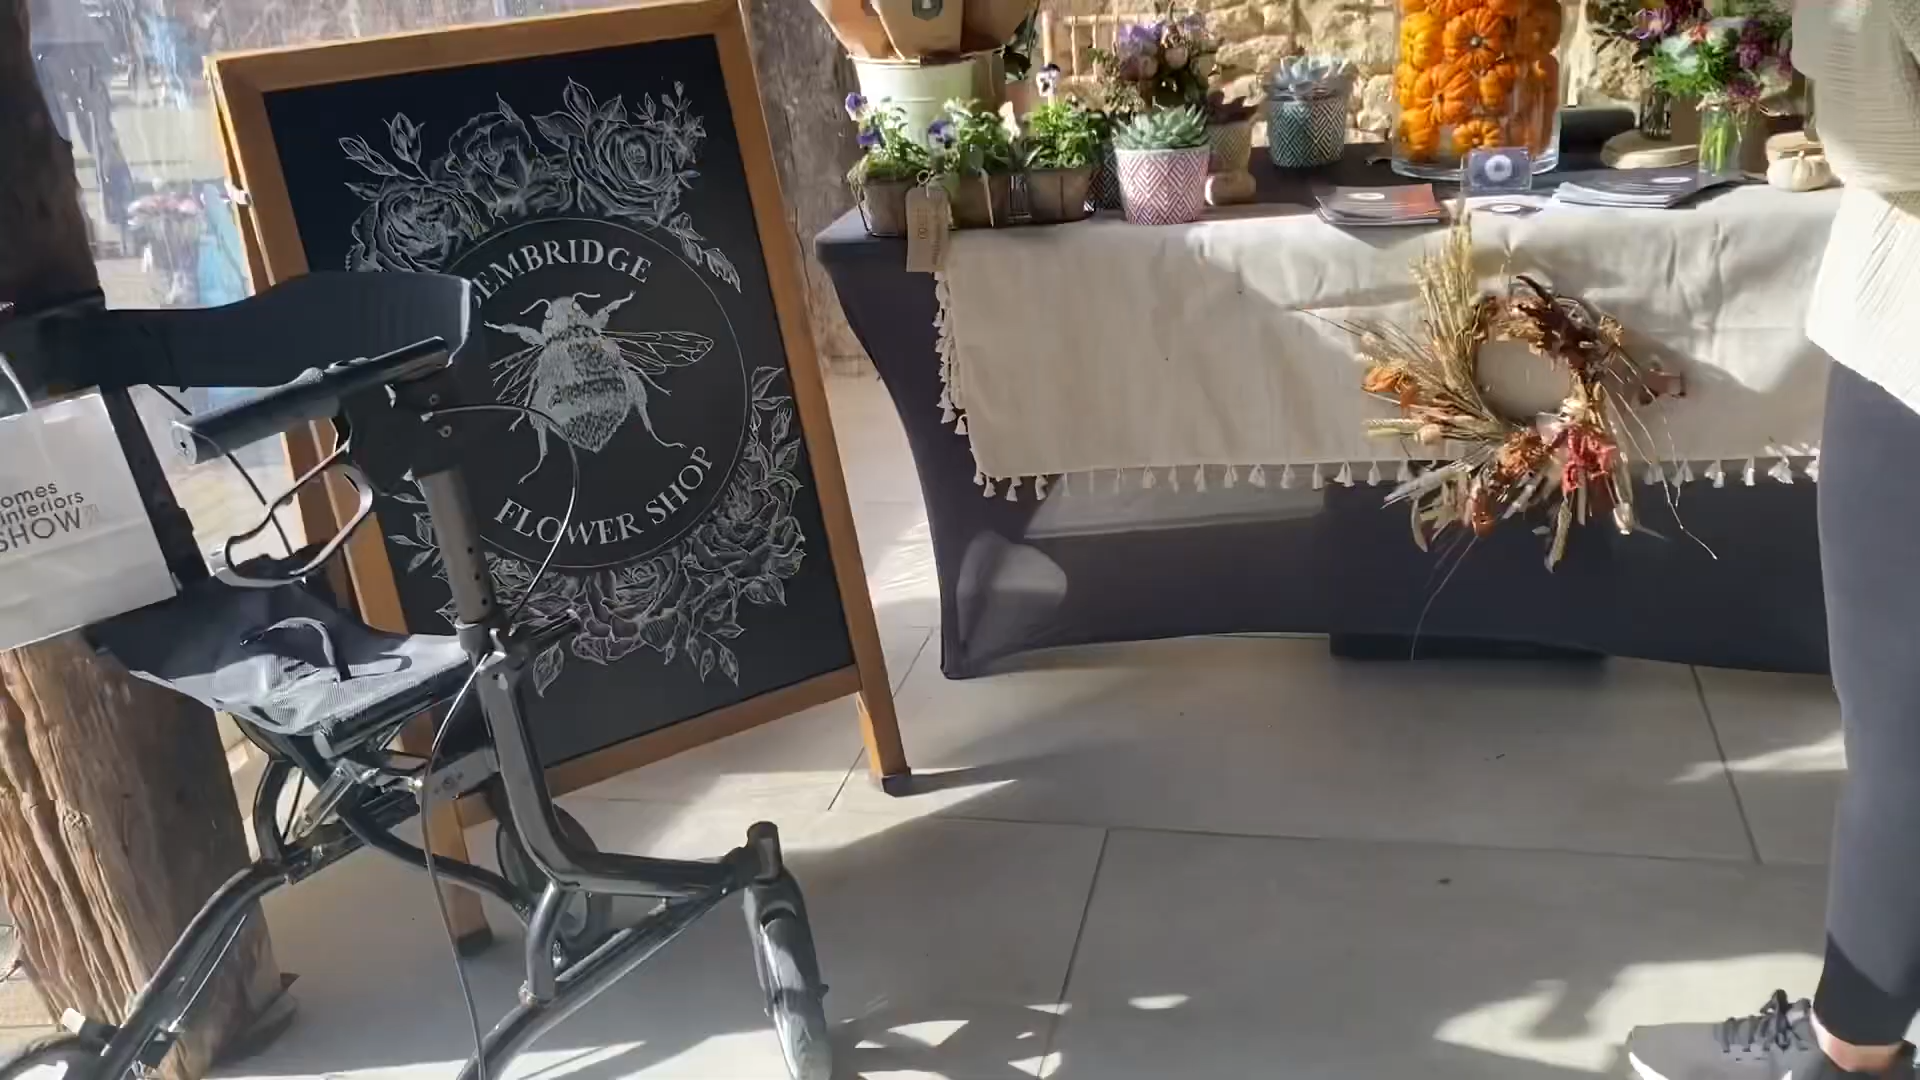 EMBRIDGE
FLOWER SHOP
omes
interiors
SHOW